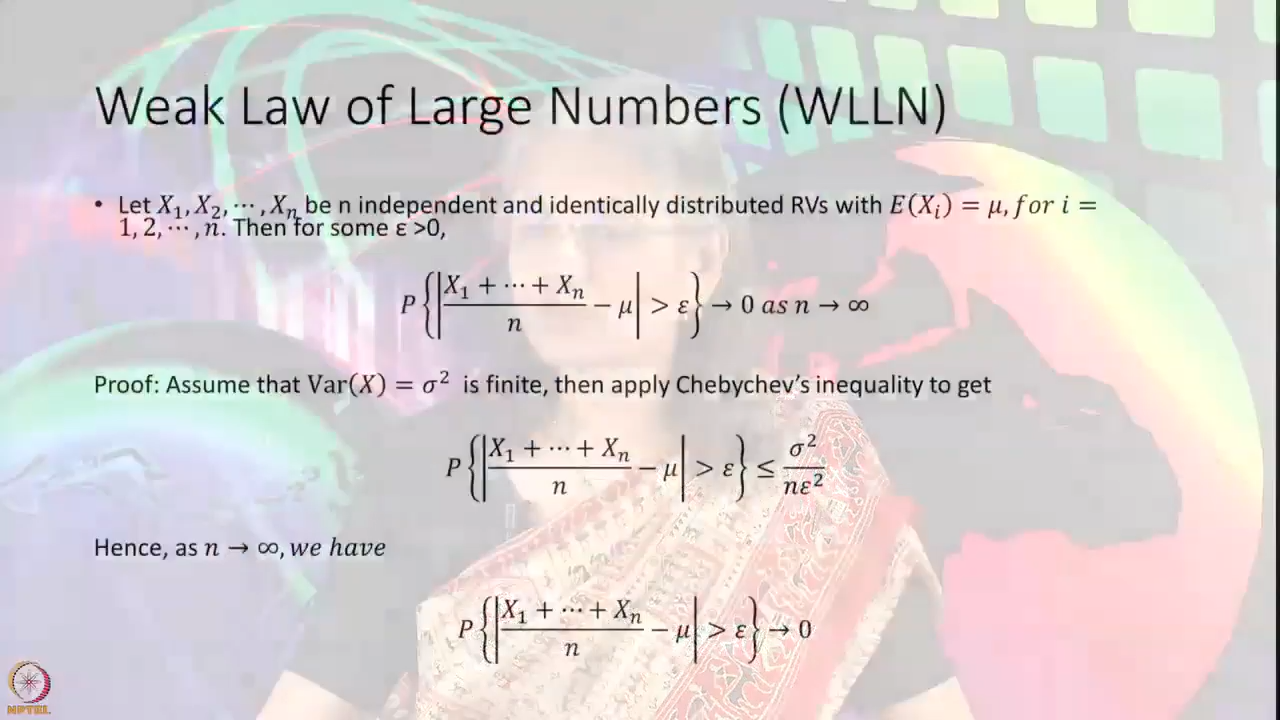 Weak Law of Large Numbers (WLLN)
• Let X₁, X₂, ⋯, Xₙ be n independent and identically distributed RVs with E(Xᵢ) = μ, for i =
1, 2, ⋯, n. Then for some ε >0,
P{|(X₁ + ⋯ + Xₙ)/n − μ| > ε} → 0 as n → ∞
Proof: Assume that Var(X) = σ² is finite, then apply Chebychev’s inequality to get
P{|(X₁ + ⋯ + Xₙ)/n − μ| > ε} ≤ σ²/(nε²)
Hence, as n → ∞, we have
P{|(X₁ + ⋯ + Xₙ)/n − μ| > ε} → 0
NPTEL